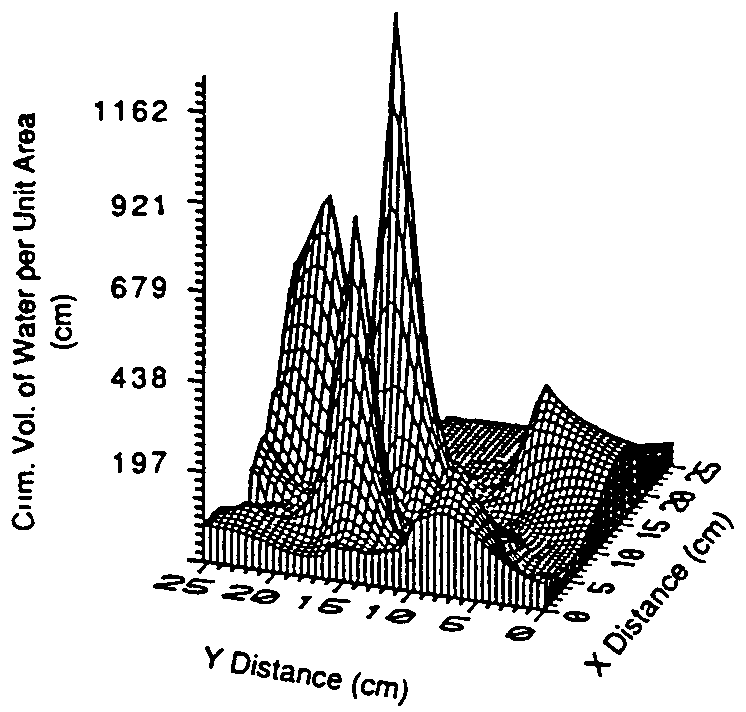 Cum. Vol. of Water per Unit Area
(cm)
1162
921
679
438
197
25 20 15 10 5 0
Y Distance (cm)
0 5 10 15 20 25
X Distance (cm)